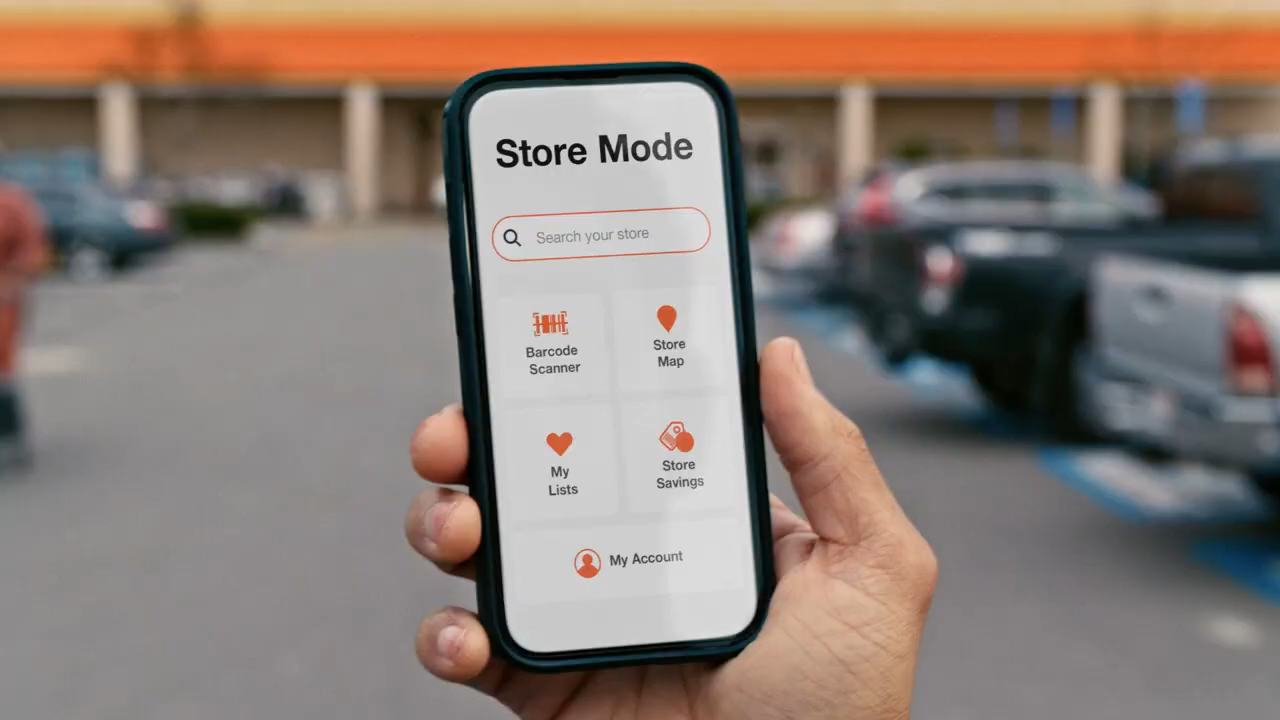 Store Mode
Search your store
Barcode
Scanner
Store
Map
My
Lists
Store
Savings
My Account